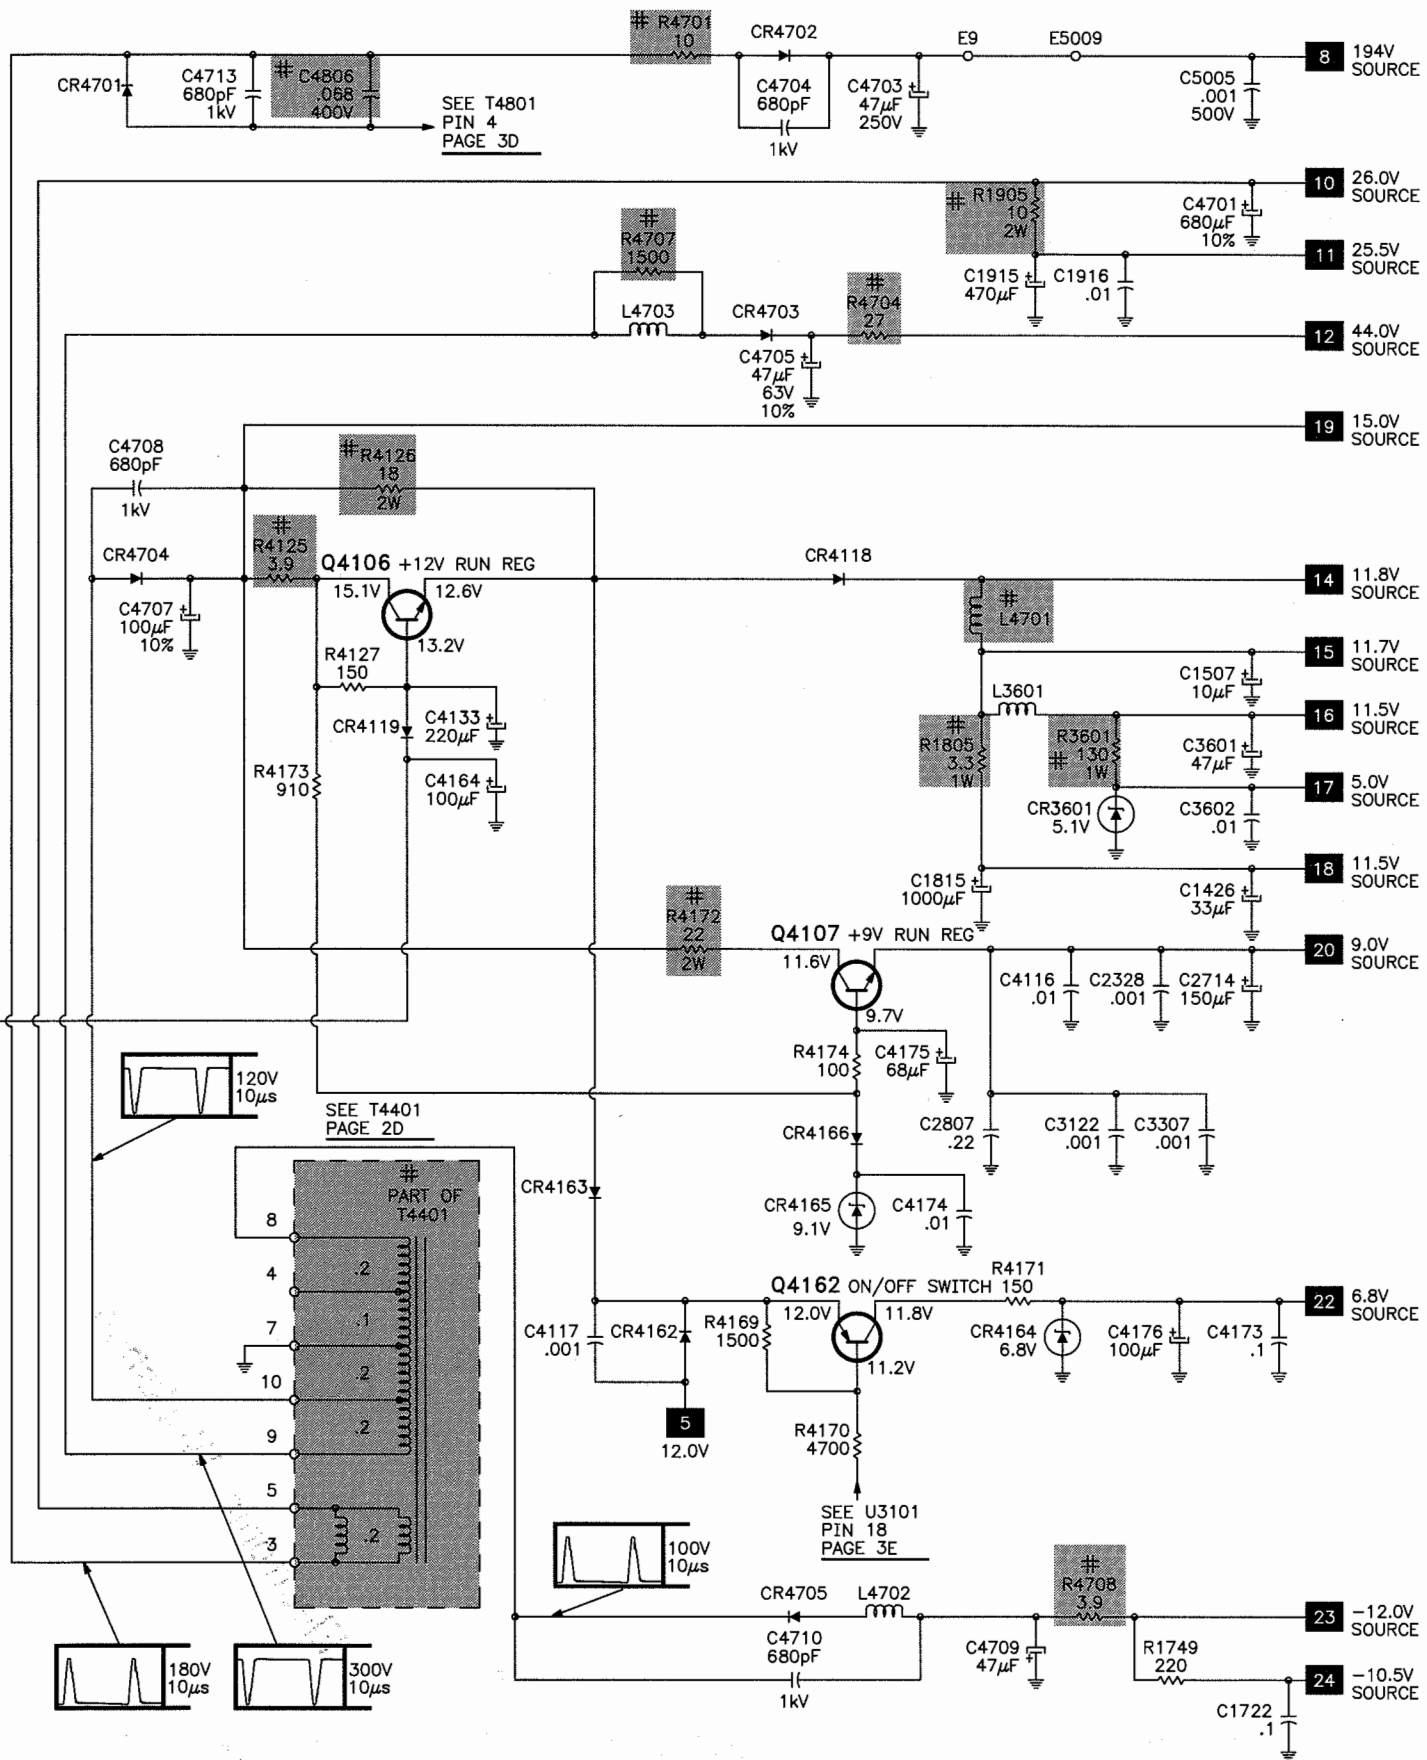 # R4701
10
CR4702
E9
E5009
8
194V
SOURCE
CR4701
C4713
680pF
1kV
#
C4806
.068
400V
SEE T4801
PIN 4
PAGE 3D
C4704
680pF
1kV
C4703
47µF
250V
C5005
.001
500V
10
26.0V
SOURCE
#
R1905
10
2W
C4701
680µF
10%
11
25.5V
SOURCE
#
R4707
1500
L4703
CR4703
#
R4704
27
C1915
470µF
C1916
.01
12
44.0V
SOURCE
C4705
47µF
63V
10%
19
15.0V
SOURCE
C4708
680pF
1kV
# R4126
18
2W
CR4704
#
R4125
3.9
Q4106 +12V RUN REG
15.1V
12.6V
13.2V
CR4118
14
11.8V
SOURCE
#
L4701
C4707
100µF
10%
R4127
150
15
11.7V
SOURCE
C1507
10µF
L3601
CR4119
C4133
220µF
#
R1805
3.3
1W
R3601
# 130
1W
16
11.5V
SOURCE
C3601
47µF
R4173
910
C4164
100µF
17
5.0V
SOURCE
CR3601
5.1V
C3602
.01
18
11.5V
SOURCE
C1815
1000µF
C1426
33µF
#
R4172
22
2W
Q4107 +9V RUN REG
11.6V
9.7V
20
9.0V
SOURCE
C4116
.01
C2328
.001
C2714
150µF
R4174
100
C4175
68µF
120V
10µs
SEE T4401
PAGE 2D
CR4166
C2807
.22
C3122
.001
C3307
.001
#
PART OF
T4401
CR4163
CR4165
9.1V
C4174
.01
8
.2
4
.1
7
.2
10
.2
9
5
.2
3
Q4162 ON/OFF SWITCH
12.0V
11.8V
11.2V
R4171
150
22
6.8V
SOURCE
C4117
.001
CR4162
R4169
1500
CR4164
6.8V
C4176
100µF
C4173
.1
5
12.0V
R4170
4700
SEE U3101
PIN 18
PAGE 3E
100V
10µs
CR4705
L4702
#
R4708
3.9
23
-12.0V
SOURCE
180V
10µs
300V
10µs
C4710
680pF
1kV
C4709
47µF
R1749
220
24
-10.5V
SOURCE
C1722
.1